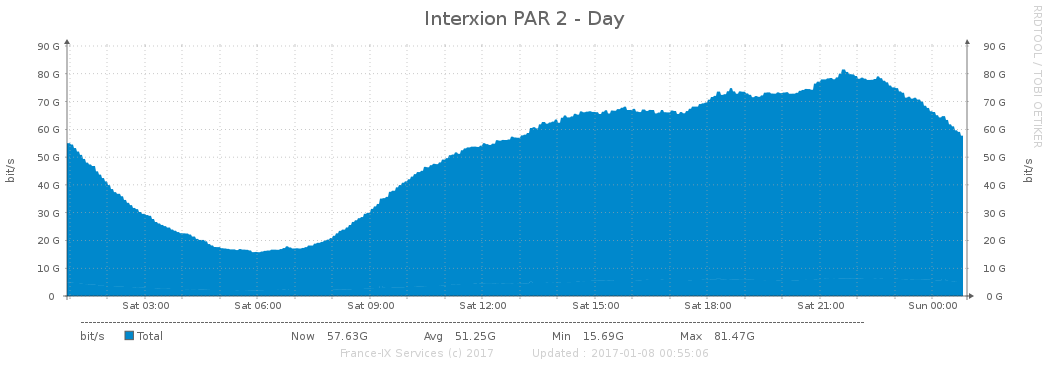 Interxion PAR 2 - Day
RRDTOOL / TOBI OETIKER
bit/s
90 G
80 G
70 G
60 G
50 G
40 G
30 G
20 G
10 G
0
90 G
80 G
70 G
60 G
50 G
40 G
30 G
20 G
10 G
0 G
bit/s
Sat 03:00 Sat 06:00 Sat 09:00 Sat 12:00 Sat 15:00 Sat 18:00 Sat 21:00 Sun 00:00
bit/s Total Now 57.63G Avg 51.25G Min 15.69G Max 81.47G
France-IX Services (c) 2017 Updated : 2017-01-08 00:55:06